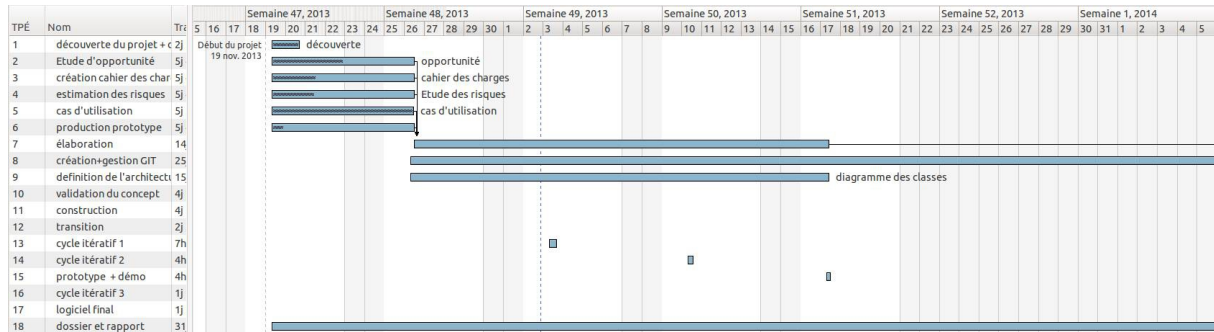 Semaine 47, 2013 Semaine 48, 2013 Semaine 49, 2013 Semaine 50, 2013 Semaine 51, 2013 Semaine 52, 2013 Semaine 1, 2014
TPÉ Nom Tra 5 16 17 18 19 20 21 22 23 24 25 26 27 28 29 30 1 2 3 4 5 6 7 8 9 10 11 12 13 14 15 16 17 18 19 20 21 22 23 24 25 26 27 28 29 30 31 1 2 3 4 5
1 découverte du projet + c 2j Début du projet découverte
19 nov. 2013
2 Etude d'opportunité 5j opportunité
3 création cahier des char 5j cahier des charges
4 estimation des risques 5j Etude des risques
5 cas d'utilisation 5j cas d'utilisation
6 production prototype 5j
7 élaboration 14
8 création+gestion GIT 25
9 definition de l'architectu 15 diagramme des classes
10 validation du concept 4j
11 construction 4j
12 transition 2j
13 cycle itératif 1 7h
14 cycle itératif 2 4h
15 prototype + démo 4h
16 cycle itératif 3 1j
17 logiciel final 1j
18 dossier et rapport 31